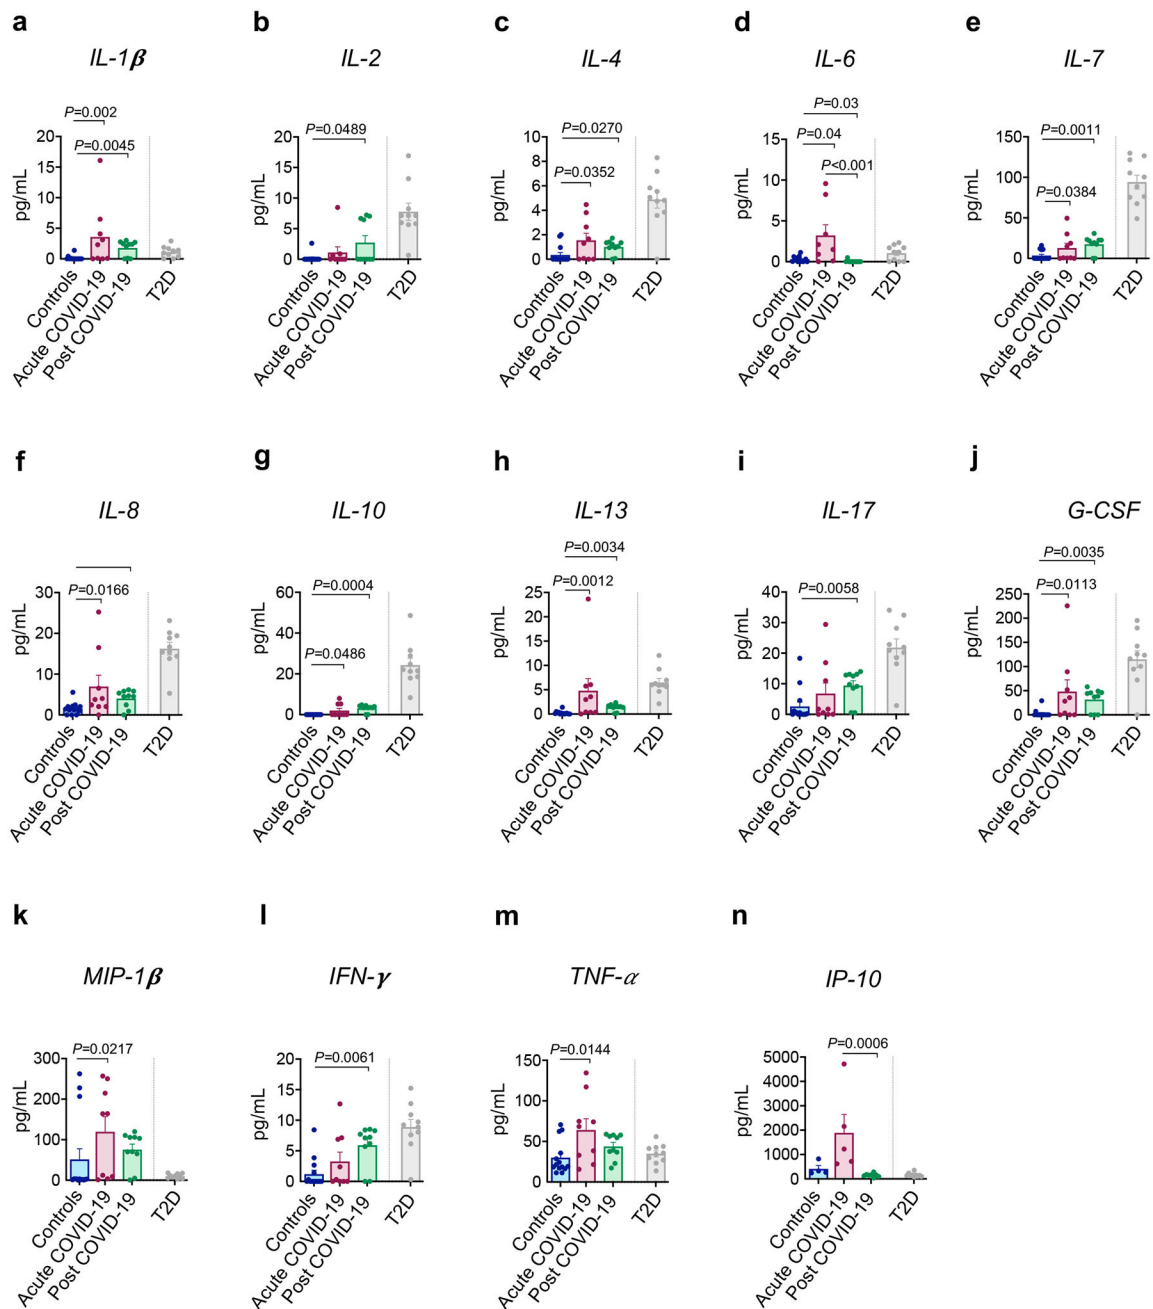 a
IL-1β
P=0.002
P=0.0045
20
15
10
5
0
pg/mL
Controls
Acute COVID-19
Post COVID-19
T2D
b
IL-2
P=0.0489
20
15
10
5
0
pg/mL
Controls
Acute COVID-19
Post COVID-19
T2D
c
IL-4
P=0.0270
P=0.0352
10
8
6
4
2
0
pg/mL
Controls
Acute COVID-19
Post COVID-19
T2D
d
IL-6
P=0.03
P=0.04
P<0.001
15
10
5
0
pg/mL
Controls
Acute COVID-19
Post COVID-19
T2D
e
IL-7
P=0.0011
P=0.0384
150
100
50
0
pg/mL
Controls
Acute COVID-19
Post COVID-19
T2D
f
IL-8
P=0.0166
30
20
10
0
pg/mL
Controls
Acute COVID-19
Post COVID-19
T2D
g
IL-10
P=0.0004
P=0.0486
60
40
20
0
pg/mL
Controls
Acute COVID-19
Post COVID-19
T2D
h
IL-13
P=0.0034
P=0.0012
25
20
15
10
5
0
pg/mL
Controls
Acute COVID-19
Post COVID-19
T2D
i
IL-17
P=0.0058
40
30
20
10
0
pg/mL
Controls
Acute COVID-19
Post COVID-19
T2D
j
G-CSF
P=0.0035
P=0.0113
250
200
150
100
50
0
pg/mL
Controls
Acute COVID-19
Post COVID-19
T2D
k
MIP-1β
P=0.0217
300
200
100
0
pg/mL
Controls
Acute COVID-19
Post COVID-19
T2D
l
IFN-γ
P=0.0061
20
15
10
5
0
pg/mL
Controls
Acute COVID-19
Post COVID-19
T2D
m
TNF-α
P=0.0144
150
100
50
0
pg/mL
Controls
Acute COVID-19
Post COVID-19
T2D
n
IP-10
P=0.0006
5000
4000
3000
2000
1000
0
pg/mL
Controls
Acute COVID-19
Post COVID-19
T2D